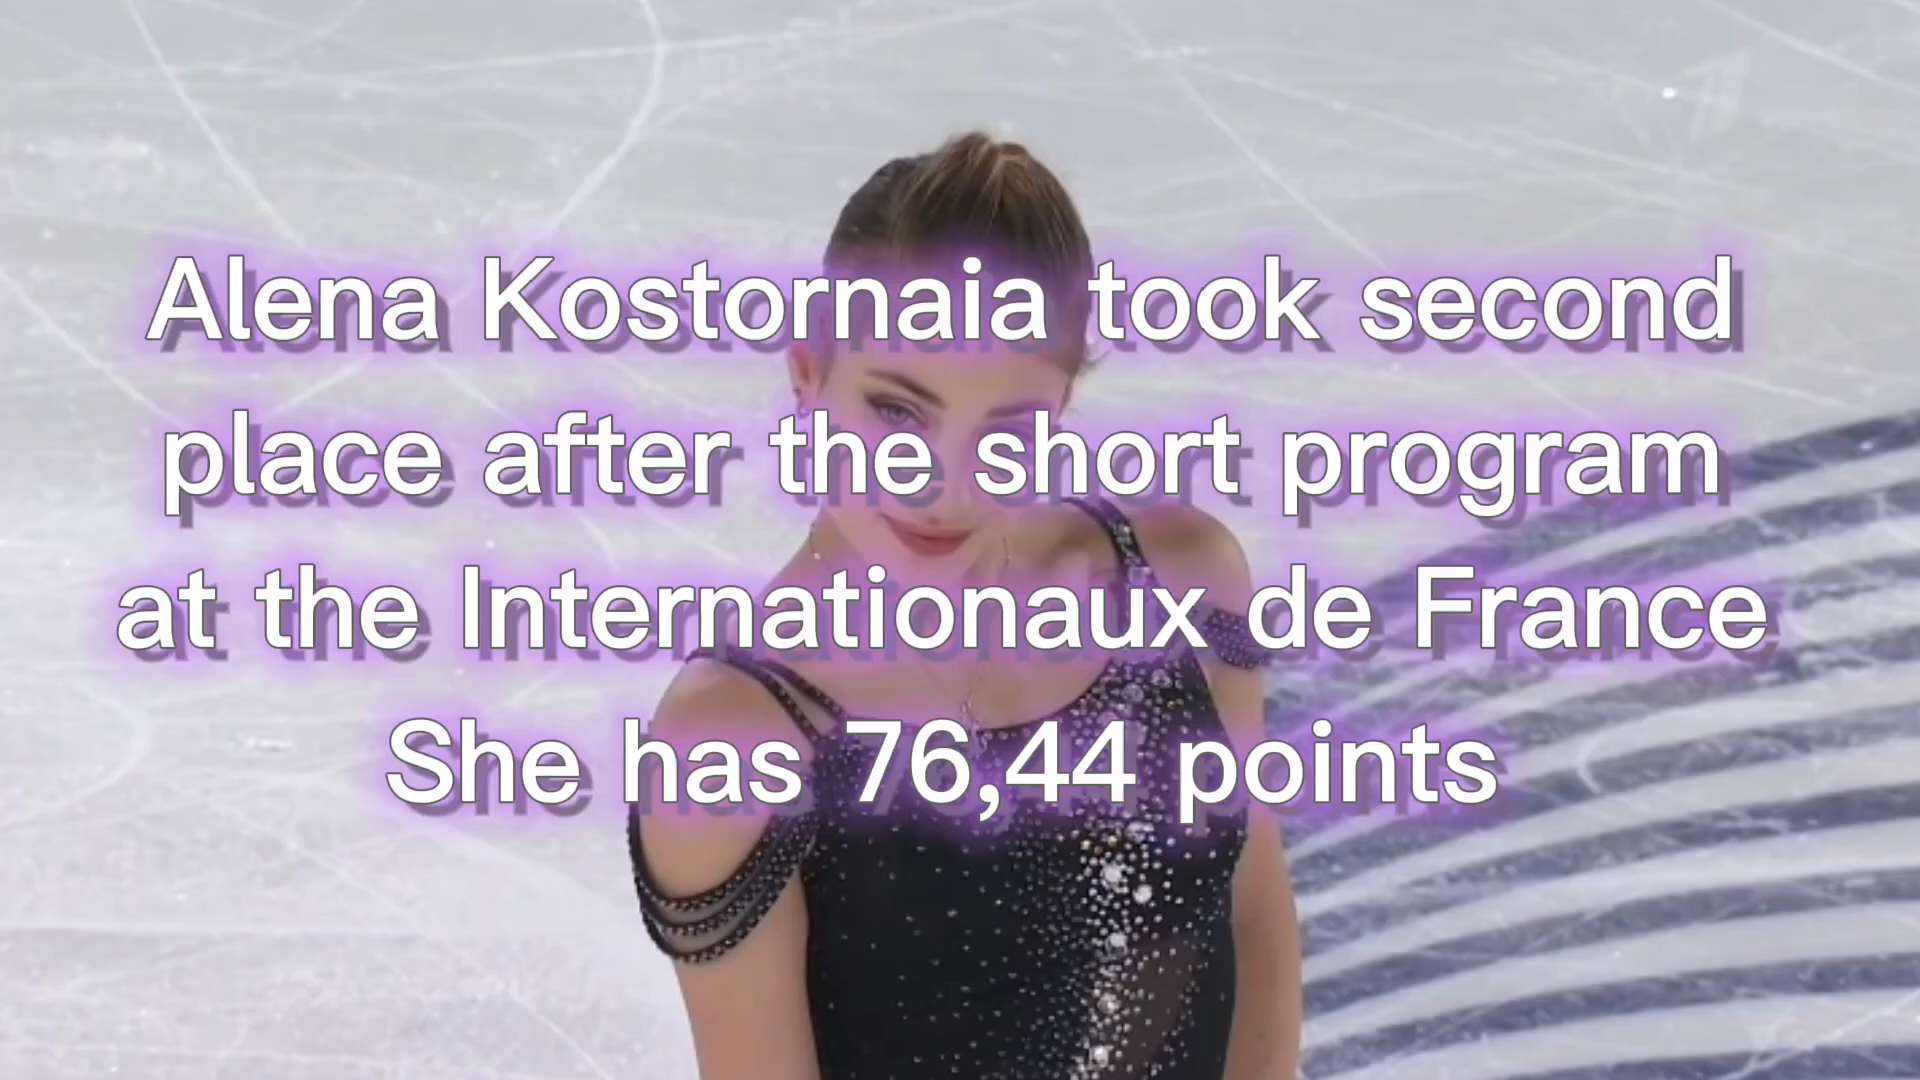 Alena Kostornaia took second
place after the short program
at the Internationaux de France
She has 76,44 points